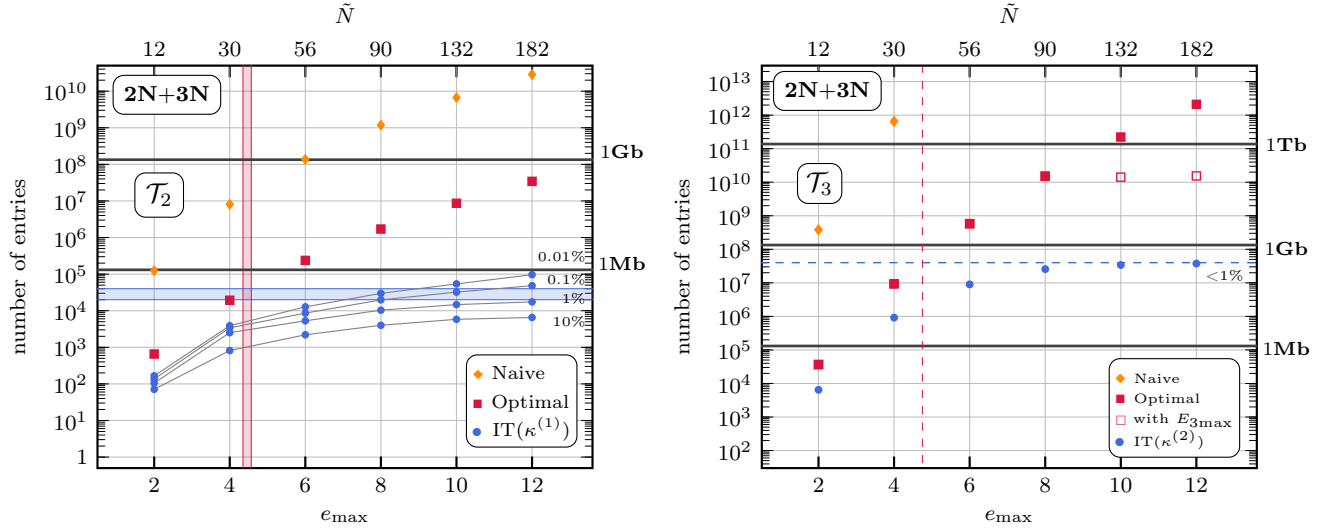 Ñ
12 30 56 90 132 182
2N+3N
10^10
10^9
10^8
10^7
10^6
10^5
10^4
10^3
10^2
10^1
1
number of entries
1Gb
𝒯_2
1Mb
0.01%
0.1%
1%
10%
Naive
Optimal
IT(κ^(1))
2 4 6 8 10 12
e_max
Ñ
12 30 56 90 132 182
2N+3N
10^13
10^12
10^11
10^10
10^9
10^8
10^7
10^6
10^5
10^4
10^3
10^2
number of entries
1Tb
𝒯_3
1Gb
<1%
1Mb
Naive
Optimal
with E_3max
IT(κ^(2))
2 4 6 8 10 12
e_max